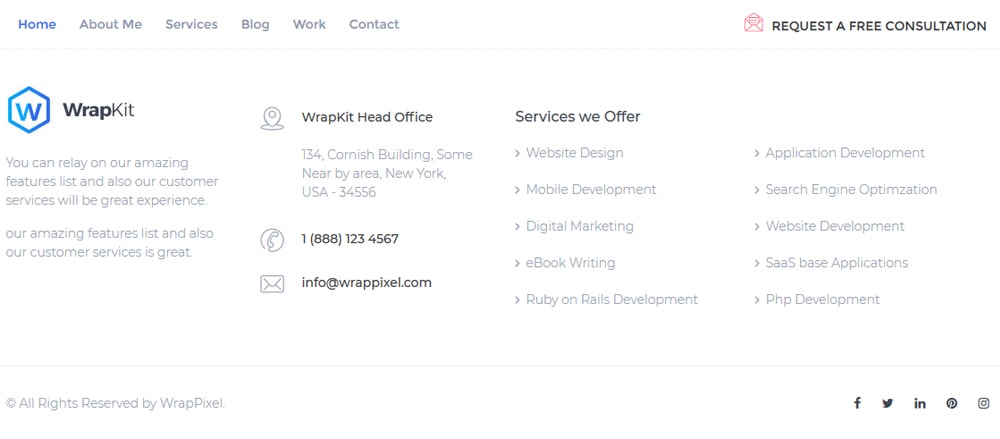 Home About Me Services Blog Work Contact REQUEST A FREE CONSULTATION
W WrapKit
You can relay on our amazing
features list and also our customer
services will be great experience.
our amazing features list and also
our customer services is great.
WrapKit Head Office
134, Cornish Building, Some
Near by area, New York,
USA - 34556
1 (888) 123 4567
info@wrappixel.com
Services we Offer
Website Design
Mobile Development
Digital Marketing
eBook Writing
Ruby on Rails Development
Application Development
Search Engine Optimzation
Website Development
SaaS base Applications
Php Development
© All Rights Reserved by WrapPixel.